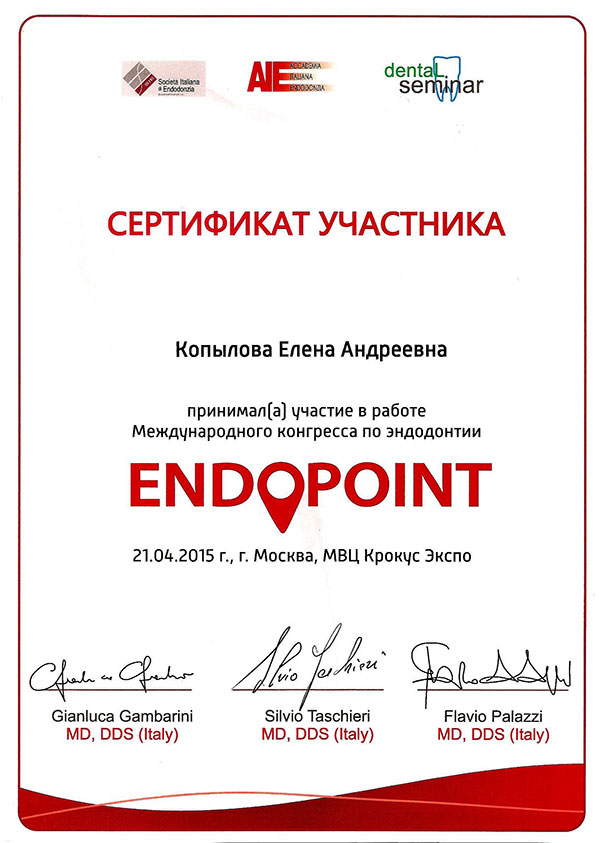 Società Italiana
di Endodonzia
AIE ACCADEMIA
ITALIANA
ENDODONZIA
dental
seminar
СЕРТИФИКАТ УЧАСТНИКА
Копылова Елена Андреевна
принимал(а) участие в работе
Международного конгресса по эндодонтии
ENDOPOINT
21.04.2015 г., г. Москва, МВЦ Крокус Экспо
Gianluca Gambarini
MD, DDS (Italy)
Silvio Taschieri
MD, DDS (Italy)
Flavio Palazzi
MD, DDS (Italy)